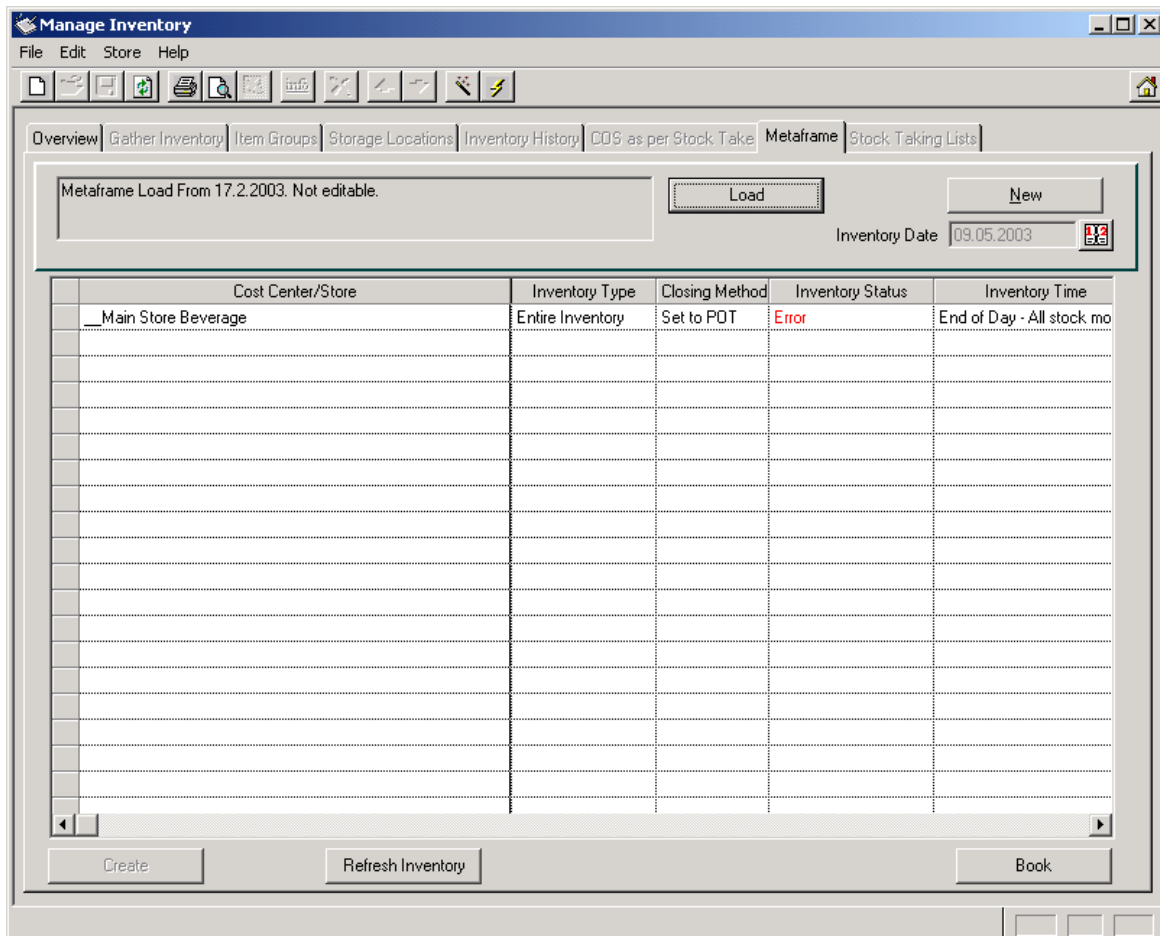 Manage Inventory
File Edit Store Help
info
Overview Gather Inventory Item Groups Storage Locations Inventory History COS as per Stock Take Metaframe Stock Taking Lists
Metaframe Load From 17.2.2003. Not editable. Load New
Inventory Date 09.05.2003 1 2
Cost Center/Store Inventory Type Closing Method Inventory Status Inventory Time
__Main Store Beverage Entire Inventory Set to POT Error End of Day - All stock mo
Create Refresh Inventory Book